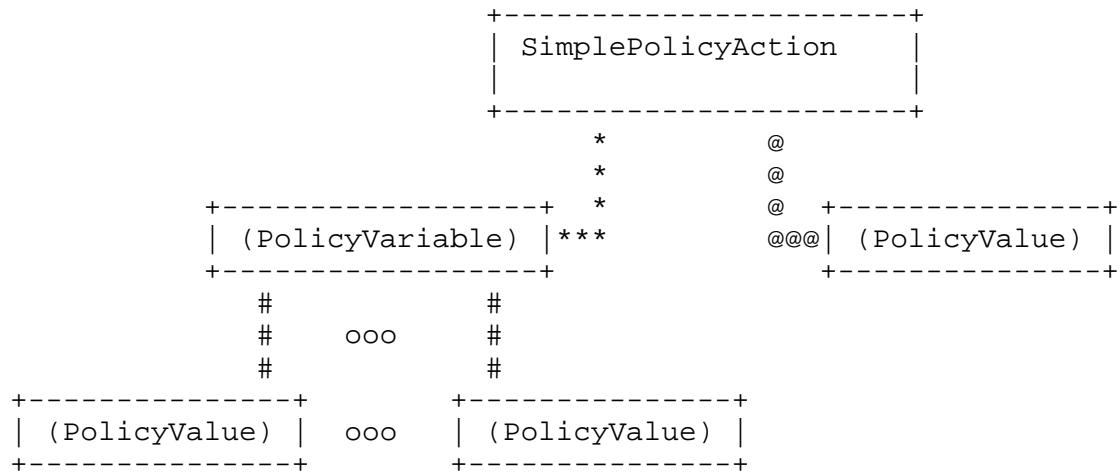 SimplePolicyAction
* @
* @
* @
(PolicyVariable) *** @@@ (PolicyValue)
# #
# ooo #
# #
(PolicyValue) ooo (PolicyValue)